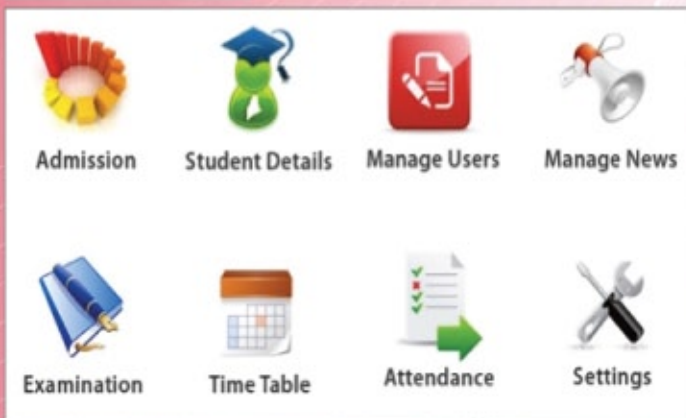 Admission
Student Details
Manage Users
Manage News
Examination
Time Table
Attendance
Settings